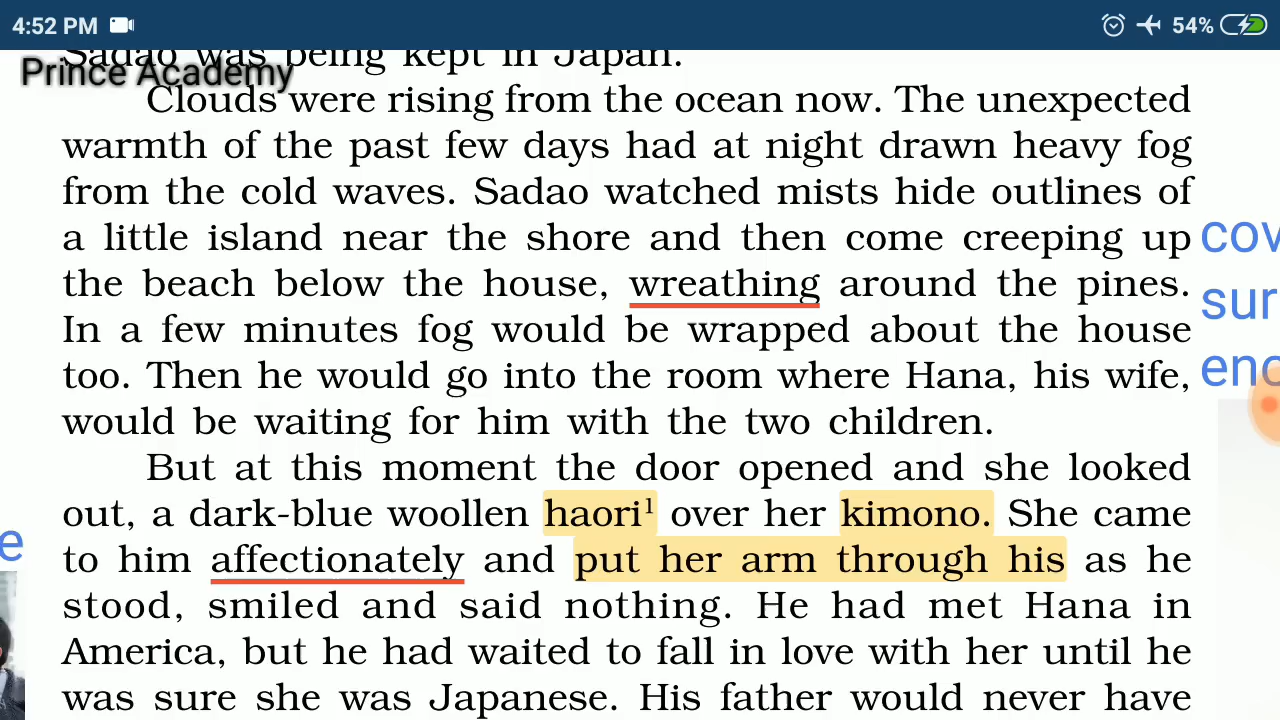 4:52 PM 54%
Sadao was being kept in Japan.
Prince Academy
Clouds were rising from the ocean now. The unexpected
warmth of the past few days had at night drawn heavy fog
from the cold waves. Sadao watched mists hide outlines of
a little island near the shore and then come creeping up
the beach below the house, wreathing around the pines.
In a few minutes fog would be wrapped about the house
too. Then he would go into the room where Hana, his wife,
would be waiting for him with the two children.
But at this moment the door opened and she looked
out, a dark-blue woollen haori¹ over her kimono. She came
to him affectionately and put her arm through his as he
stood, smiled and said nothing. He had met Hana in
America, but he had waited to fall in love with her until he
was sure she was Japanese. His father would never have